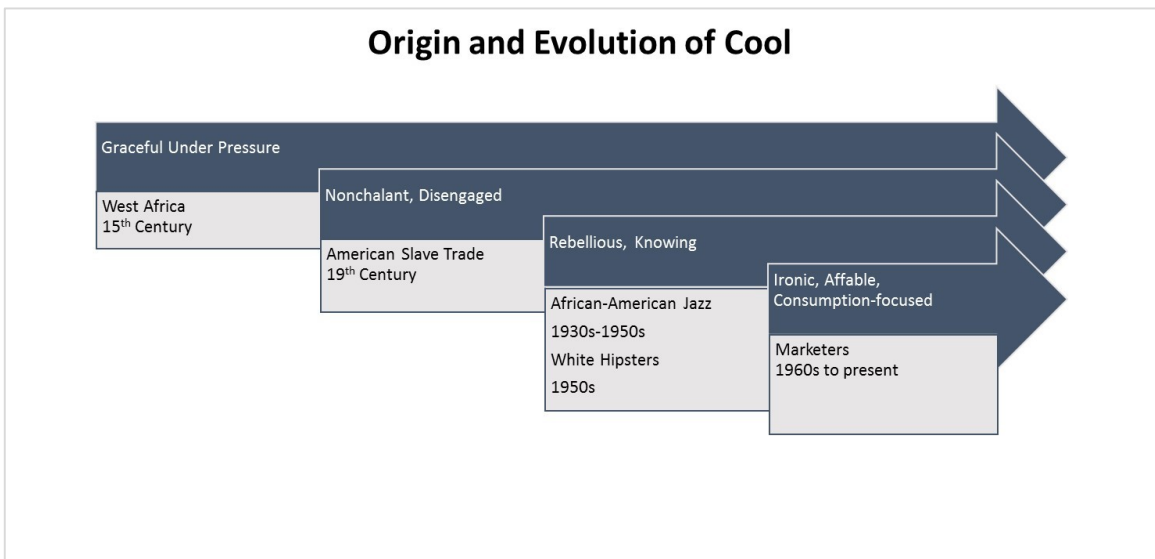 Origin and Evolution of Cool
Graceful Under Pressure
West Africa
15th Century
Nonchalant, Disengaged
American Slave Trade
19th Century
Rebellious, Knowing
African-American Jazz
1930s-1950s
White Hipsters
1950s
Ironic, Affable,
Consumption-focused
Marketers
1960s to present